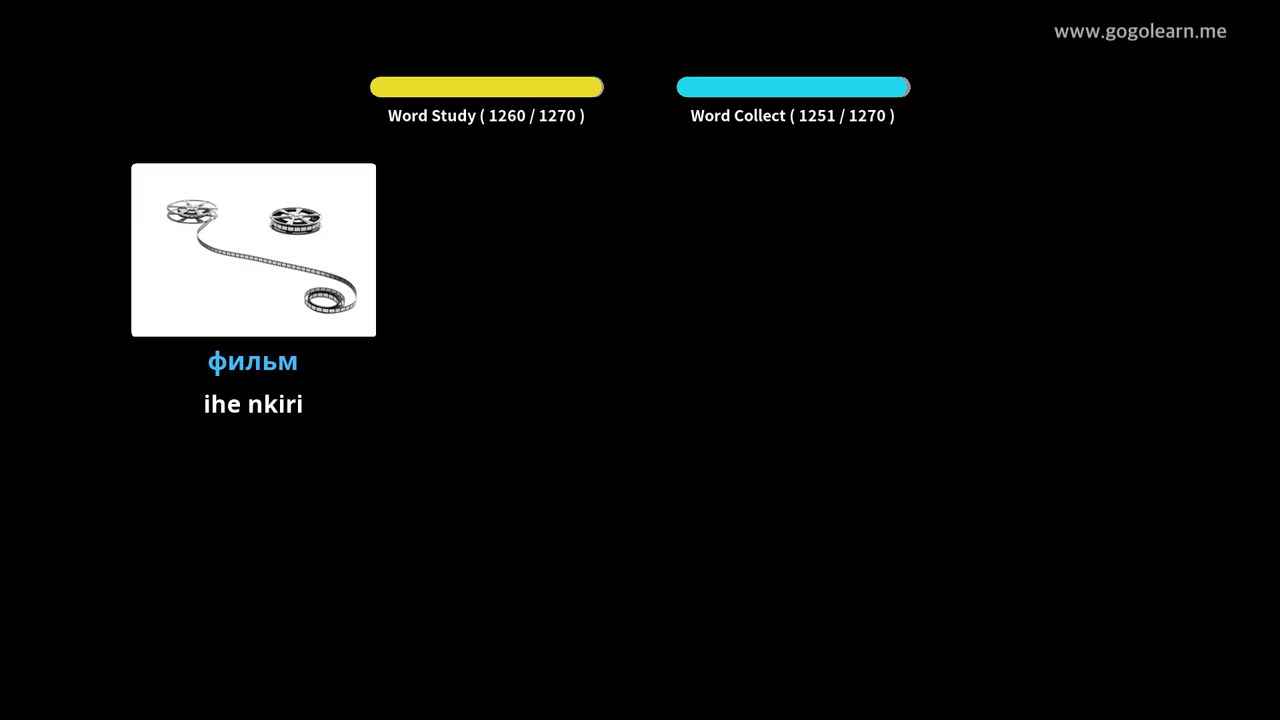 www.gogolearn.me
Word Study ( 1260 / 1270 )
Word Collect ( 1251 / 1270 )
фильм
ihe nkiri